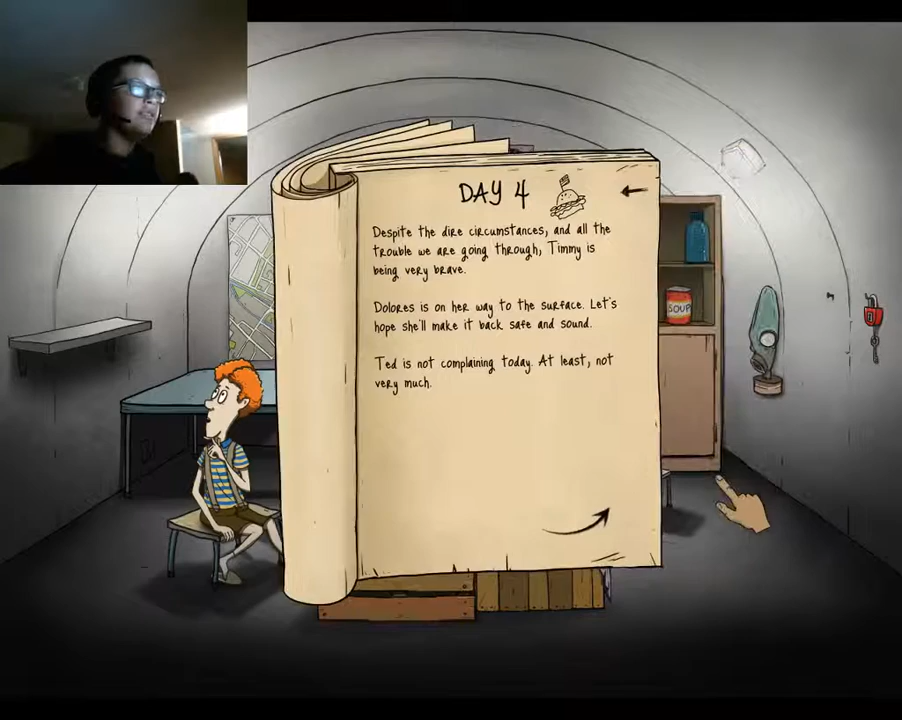 DAY 4
Despite the dire circumstances, and all the
trouble we are going through, Timmy is
being very brave.
Dolores is on her way to the surface. Let's
hope she'll make it back safe and sound.
Ted is not complaining today. At least, not
very much.
SOUP